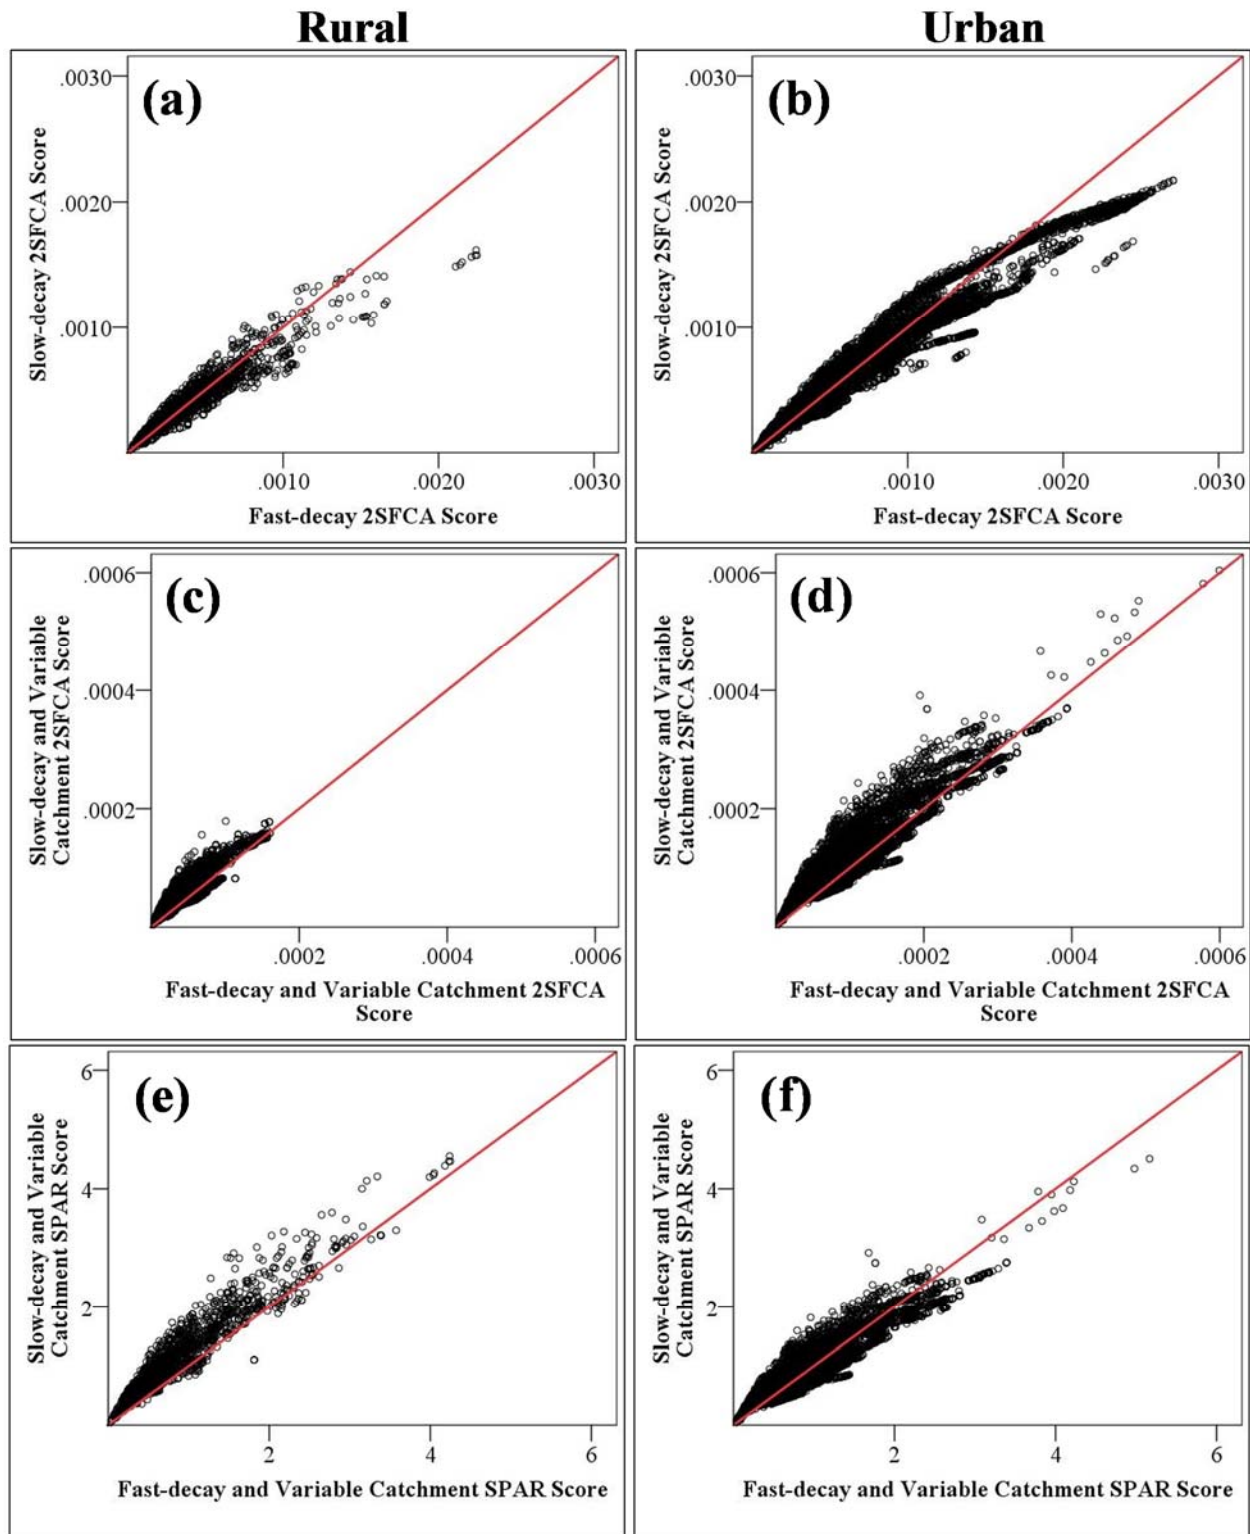 Rural
Urban
(a)
.0030
.0020
.0010
Slow-decay 2SFCA Score
.0010
.0020
.0030
Fast-decay 2SFCA Score
(b)
.0030
.0020
.0010
Slow-decay 2SFCA Score
.0010
.0020
.0030
Fast-decay 2SFCA Score
(c)
.0006
.0004
.0002
Slow-decay and Variable
Catchment 2SFCA Score
.0002
.0004
.0006
Fast-decay and Variable Catchment 2SFCA
Score
(d)
.0006
.0004
.0002
Slow-decay and Variable
Catchment 2SFCA Score
.0002
.0004
.0006
Fast-decay and Variable Catchment 2SFCA
Score
(e)
6
4
2
Slow-decay and Variable
Catchment SPAR Score
2
4
6
Fast-decay and Variable Catchment SPAR Score
(f)
6
4
2
Slow-decay and Variable
Catchment SPAR Score
2
4
6
Fast-decay and Variable Catchment SPAR Score